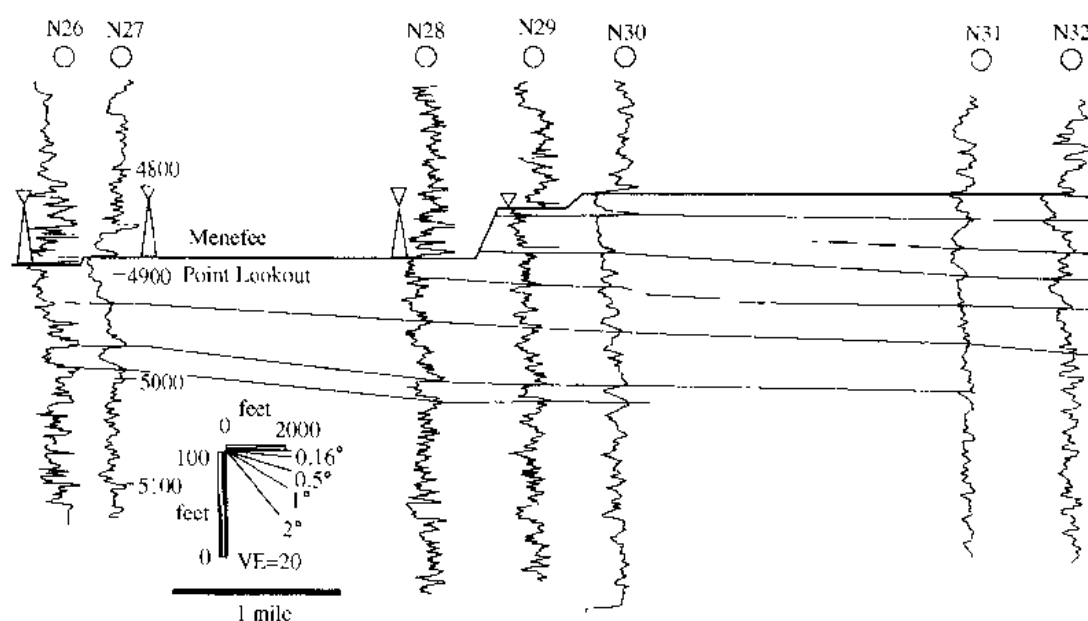 N26 N27 N28 N29 N30 N31 N32
-4800
Menefee
-4900 Point Lookout
5000
feet
0 2000
100
0.16°
0.5°
1°
-5100
feet
2°
0
VE=20
1 mile